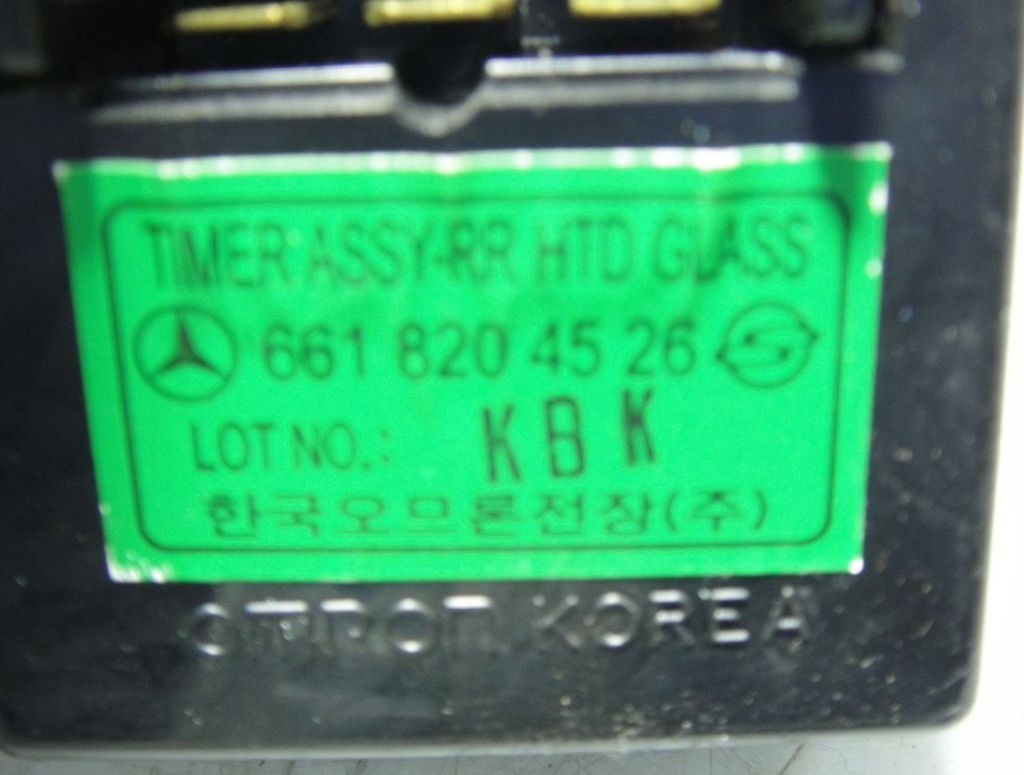 TIMER ASSY-RR HTD GLASS
661 820 45 26
LOT NO.: KBK
한국오므론전장(주)
OMRON KOREA